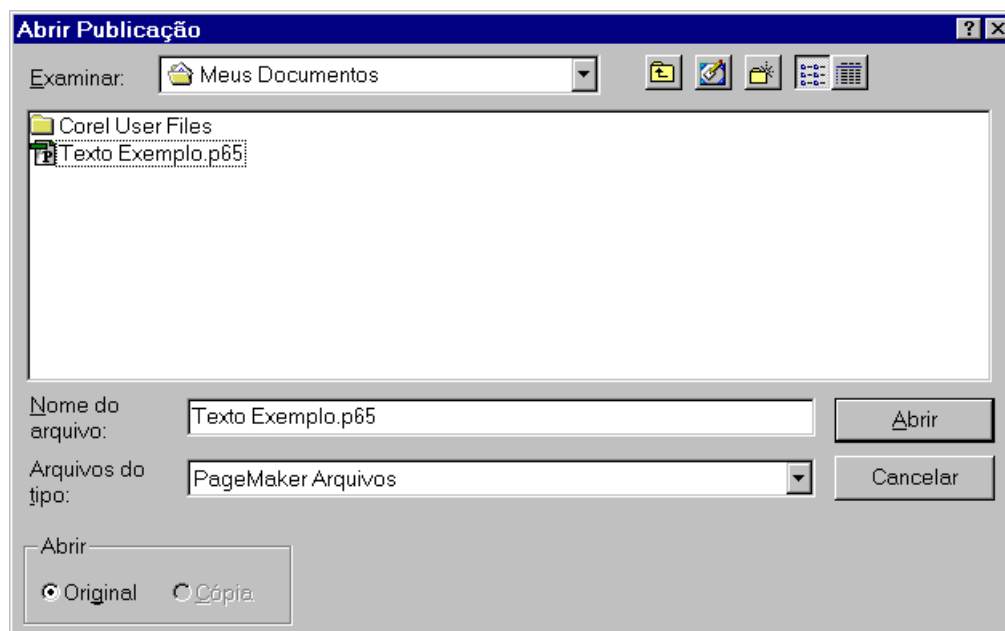 Abrir Publicação
Examinar: Meus Documentos
Corel User Files
Texto Exemplo.p65
Nome do
arquivo:
Texto Exemplo.p65
Abrir
Arquivos do
tipo:
PageMaker Arquivos
Cancelar
Abrir
Original Cópia